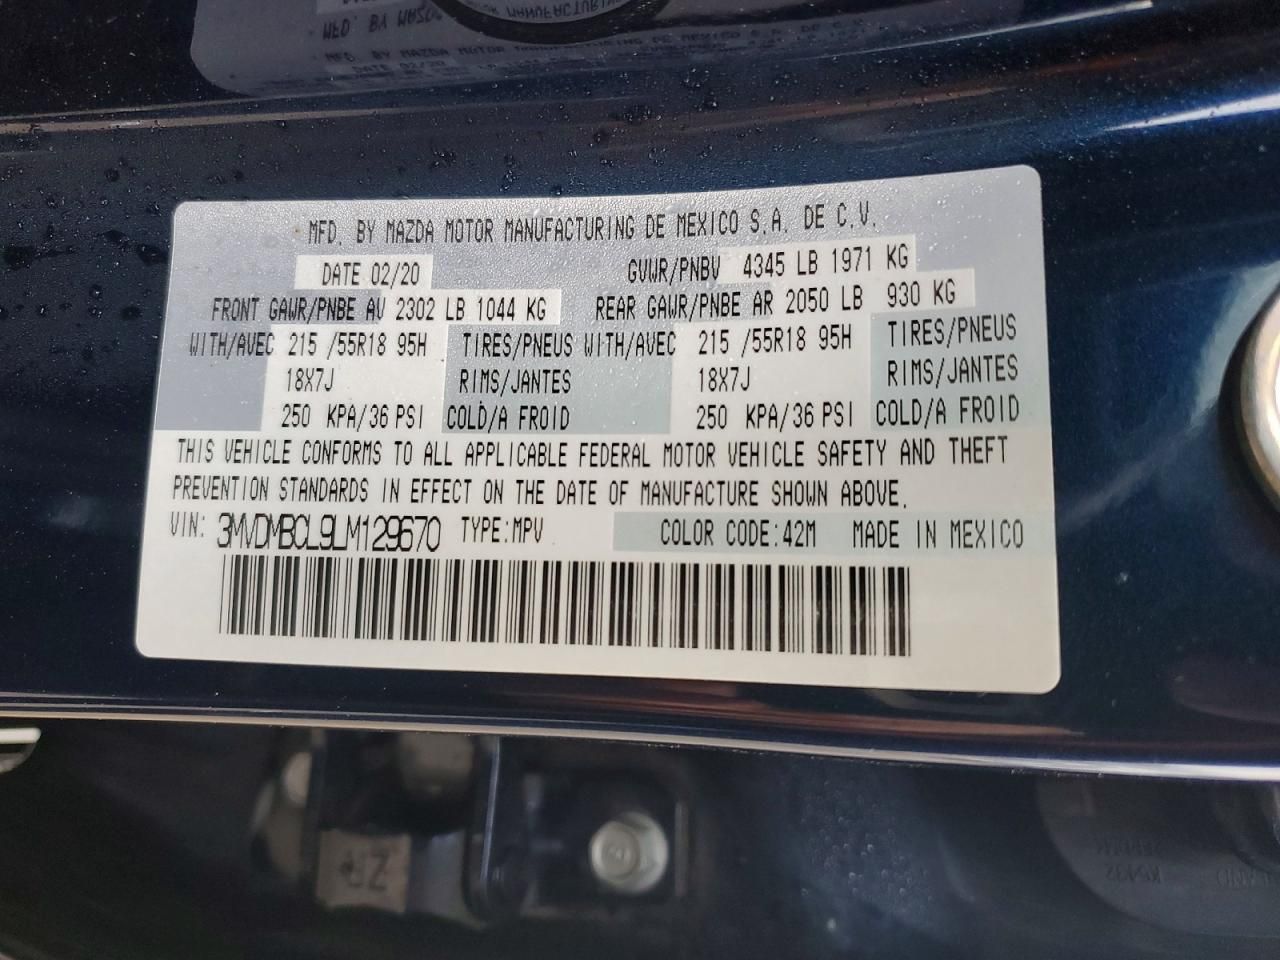 MFD. BY MAZDA MOTOR MANUFACTURING DE MEXICO S.A. DE C.V.
DATE 02/20 GVWR/PNBV 4345 LB 1971 KG
FRONT GAWR/PNBE AV 2302 LB 1044 KG REAR GAWR/PNBE AR 2050 LB 930 KG
WITH/AVEC 215 /55R18 95H TIRES/PNEUS WITH/AVEC 215 /55R18 95H TIRES/PNEUS
18X7J RIMS/JANTES 18X7J RIMS/JANTES
250 KPA/36 PSI COLD/A FROID 250 KPA/36 PSI COLD/A FROID
THIS VEHICLE CONFORMS TO ALL APPLICABLE FEDERAL MOTOR VEHICLE SAFETY AND THEFT
PREVENTION STANDARDS IN EFFECT ON THE DATE OF MANUFACTURE SHOWN ABOVE.
VIN: 3MVDMBCL9LM129670 TYPE:MPV COLOR CODE:42M MADE IN MEXICO